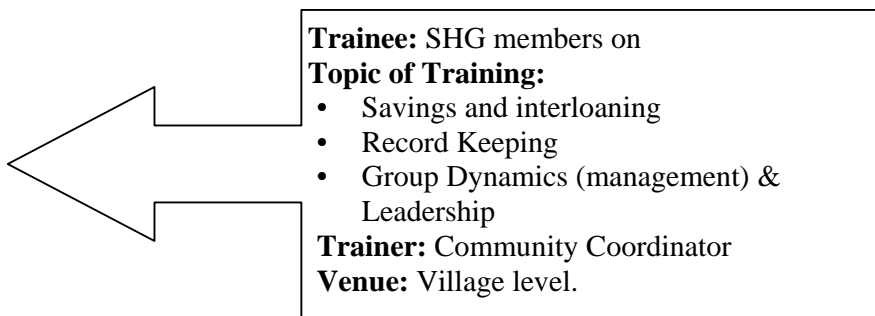 Trainee: SHG members on
Topic of Training:
• Savings and interloaning
• Record Keeping
• Group Dynamics (management) &
Leadership
Trainer: Community Coordinator
Venue: Village level.